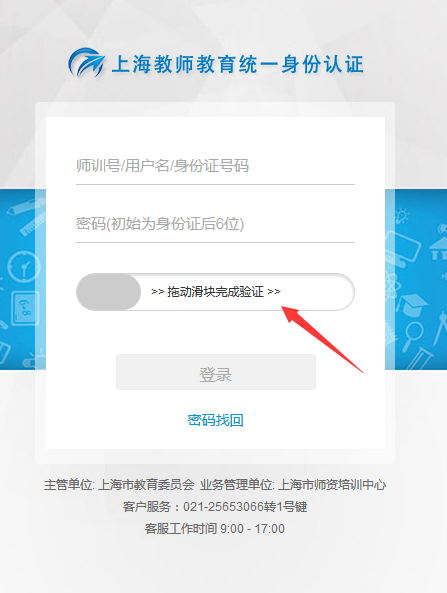 上海教师教育统一身份认证
师训号/用户名/身份证号码
密码(初始为身份证后6位)
>> 拖动滑块完成验证 >>
登录
密码找回
主管单位: 上海市教育委员会 业务管理单位: 上海市师资培训中心
客户服务：021-25653066转1号键
客服工作时间 9:00 - 17:00